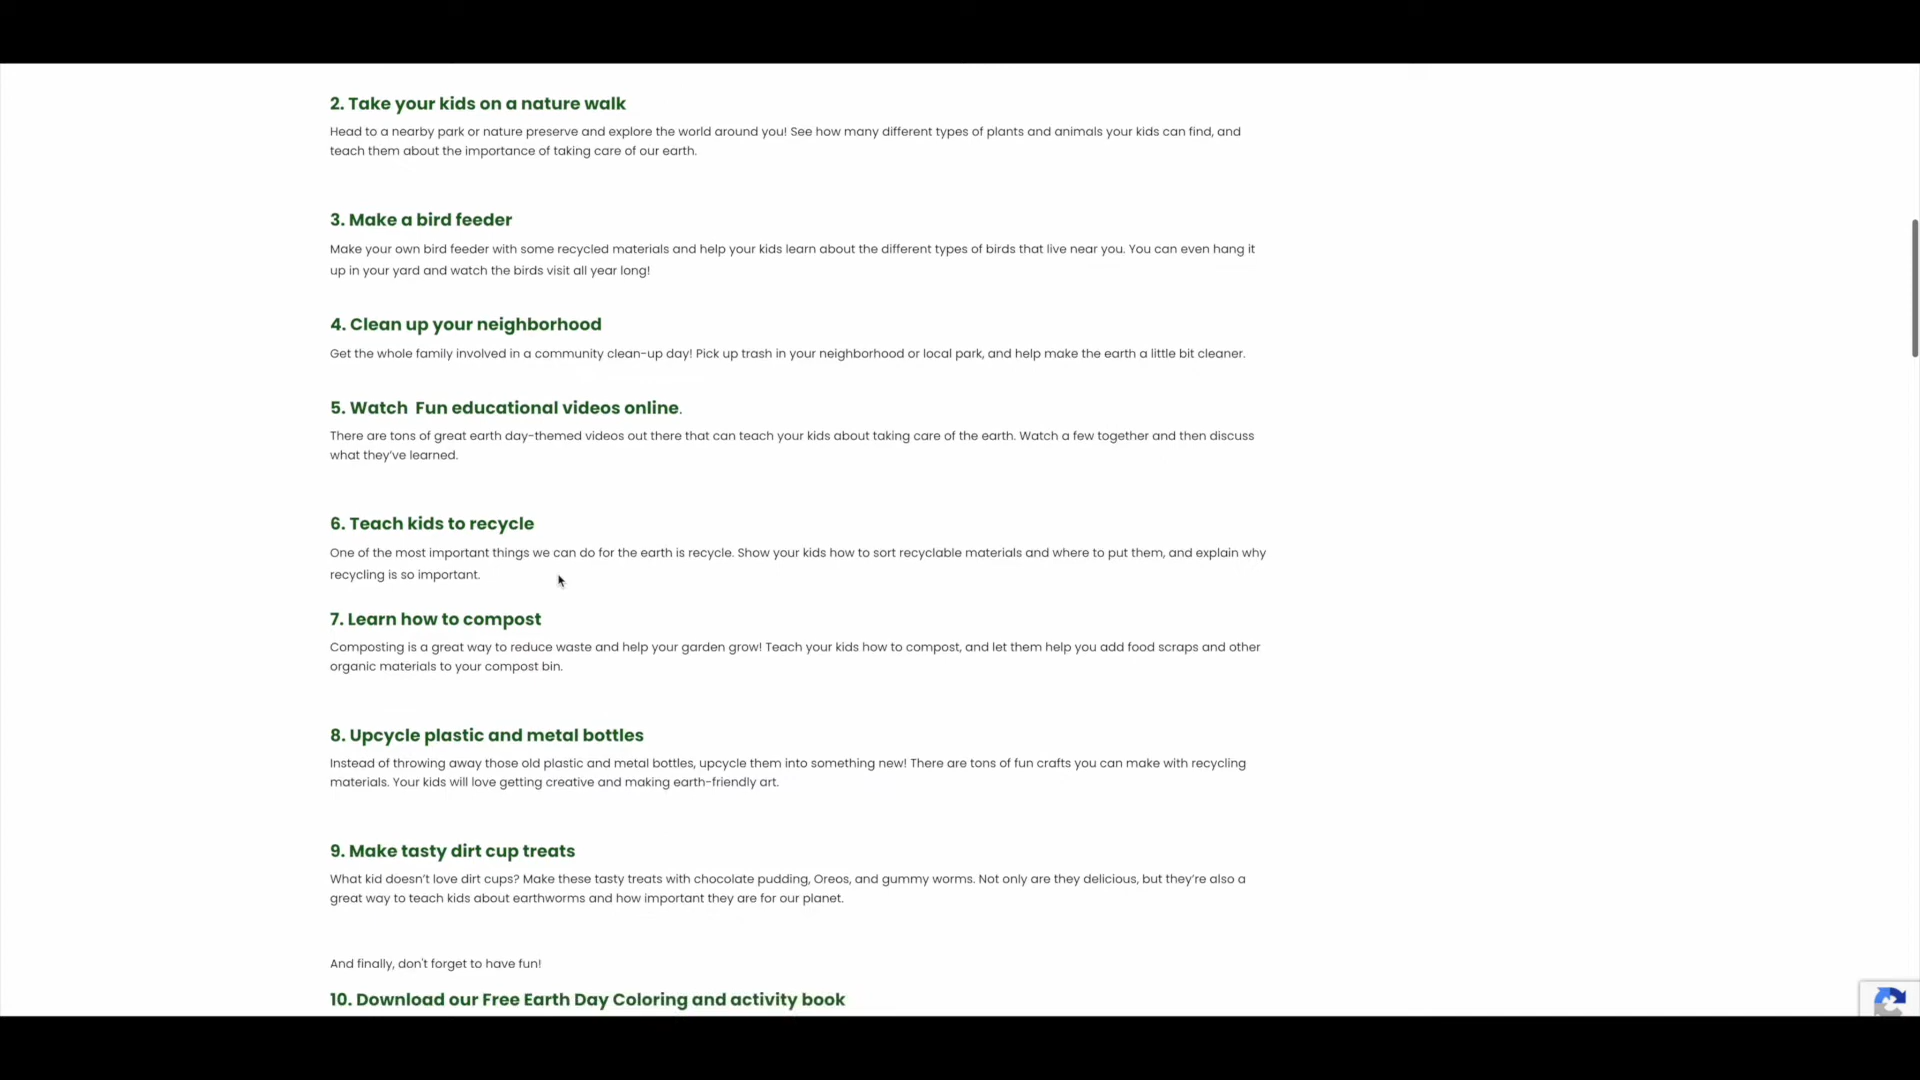 2. Take your kids on a nature walk
Head to a nearby park or nature preserve and explore the world around you! See how many different types of plants and animals your kids can find, and
teach them about the importance of taking care of our earth.
3. Make a bird feeder
Make your own bird feeder with some recycled materials and help your kids learn about the different types of birds that live near you. You can even hang it
up in your yard and watch the birds visit all year long!
4. Clean up your neighborhood
Get the whole family involved in a community clean-up day! Pick up trash in your neighborhood or local park, and help make the earth a little bit cleaner.
5. Watch  Fun educational videos online.
There are tons of great earth day-themed videos out there that can teach your kids about taking care of the earth. Watch a few together and then discuss
what they've learned.
6. Teach kids to recycle
One of the most important things we can do for the earth is recycle. Show your kids how to sort recyclable materials and where to put them, and explain why
recycling is so important.
7. Learn how to compost
Composting is a great way to reduce waste and help your garden grow! Teach your kids how to compost, and let them help you add food scraps and other
organic materials to your compost bin.
8. Upcycle plastic and metal bottles
Instead of throwing away those old plastic and metal bottles, upcycle them into something new! There are tons of fun crafts you can make with recycling
materials. Your kids will love getting creative and making earth-friendly art.
9. Make tasty dirt cup treats
What kid doesn't love dirt cups? Make these tasty treats with chocolate pudding, Oreos, and gummy worms. Not only are they delicious, but they're also a
great way to teach kids about earthworms and how important they are for our planet.
And finally, don't forget to have fun!
10. Download our Free Earth Day Coloring and activity book